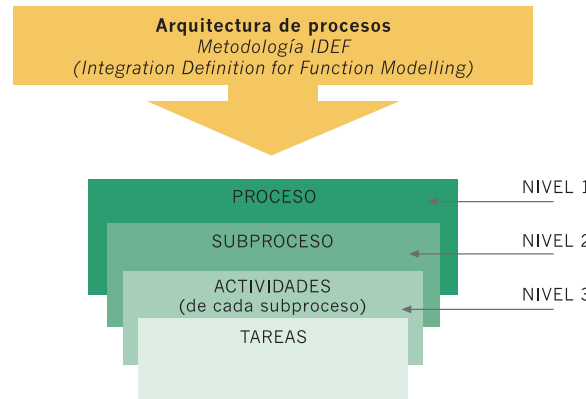 Arquitectura de procesos
Metodología IDEF
(Integration Definition for Function Modelling)
PROCESO
NIVEL 1
SUBPROCESO
NIVEL 2
ACTIVIDADES
(de cada subproceso)
NIVEL 3
TAREAS